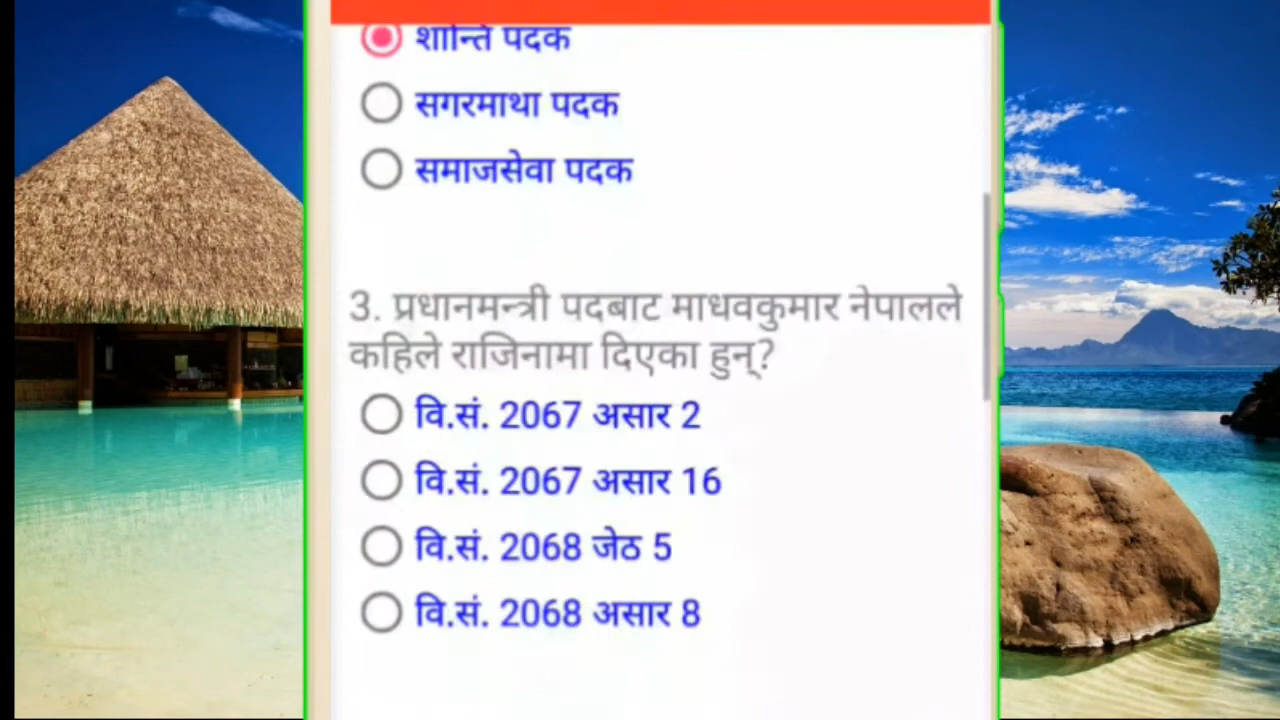 शान्ति पदक
सगरमाथा पदक
समाजसेवा पदक
3. प्रधानमन्त्री पदबाट माधवकुमार नेपालले
कहिले राजिनामा दिएका हुन्?
वि.सं. 2067 असार 2
वि.सं. 2067 असार 16
वि.सं. 2068 जेठ 5
वि.सं. 2068 असार 8